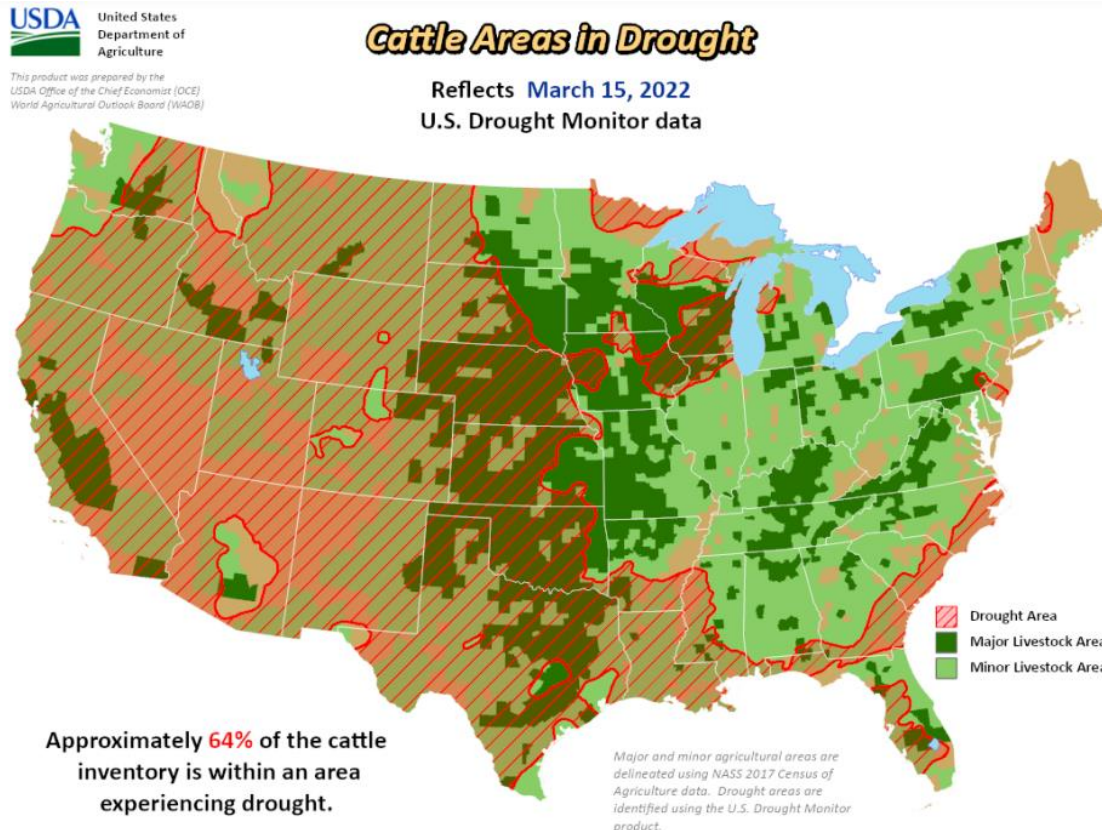 USDA
United States
Department of
Agriculture
This product was prepared by the
USDA Office of the Chief Economist (OCE)
World Agricultural Outlook Board (WAOB)
Cattle Areas in Drought
Reflects March 15, 2022
U.S. Drought Monitor data
Drought Area
Major Livestock Area
Minor Livestock Area
Approximately 64% of the cattle
inventory is within an area
experiencing drought.
Major and minor agricultural areas are
delineated using NASS 2017 Census of
Agriculture data. Drought areas are
identified using the U.S. Drought Monitor
product.